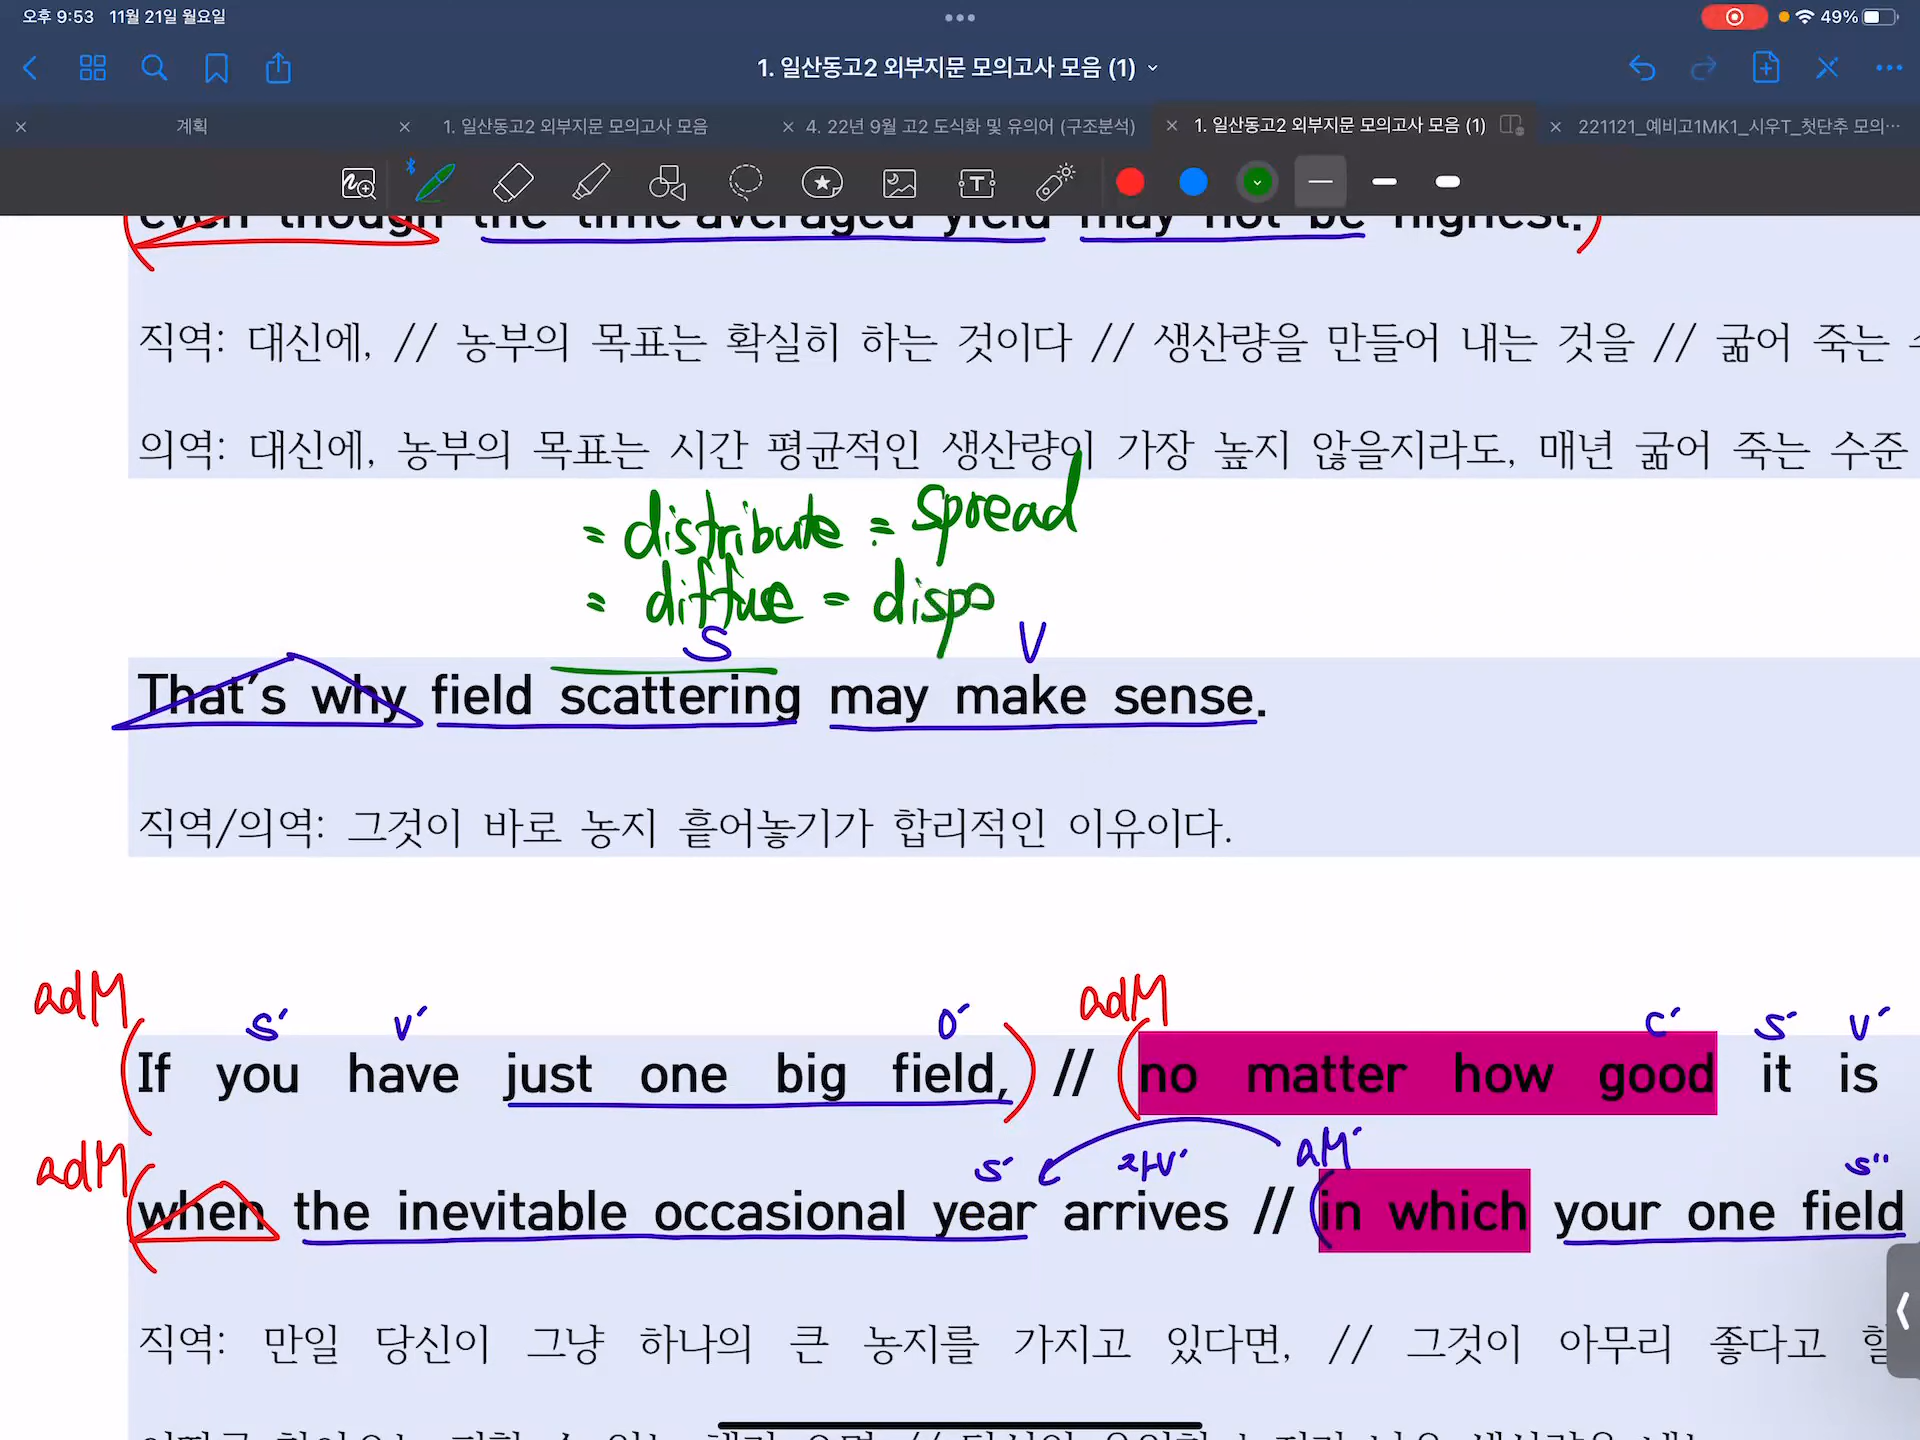 오후 9:53 11월 21일 월요일
49%
1. 일산동고2 외부지문 모의고사 모음 (1)
계획
1. 일산동고2 외부지문 모의고사 모음
4. 22년 9월 고2 도식화 및 유의어 (구조분석)
1. 일산동고2 외부지문 모의고사 모음 (1)
221121_예비고1MK1_시우T_첫단추 모의…
even though the time averaged yield may not be highest.)
직역: 대신에, // 농부의 목표는 확실히 하는 것이다 // 생산량을 만들어 내는 것을 // 굶어 죽는
의역: 대신에, 농부의 목표는 시간 평균적인 생산량이 가장 높지 않을지라도, 매년 굶어 죽는 수준
= distribute = spread
= diffuse = dispe
S V
That's why field scattering may make sense.
직역/의역: 그것이 바로 농지 흩어놓기가 합리적인 이유이다.
adM S' V' O' adM C' S' V'
(If you have just one big field,) // (no matter how good it is
adM S' 자V' aM' S''
(when the inevitable occasional year arrives // (in which your one field
직역: 만일 당신이 그냥 하나의 큰 농지를 가지고 있다면, // 그것이 아무리 좋다고 할